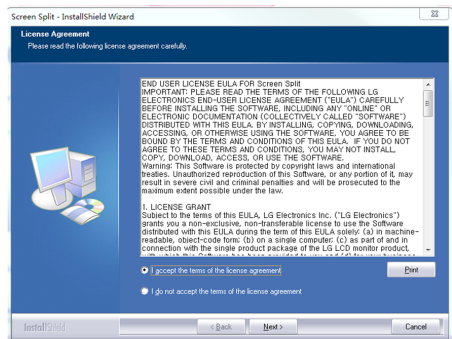 Screen Split - InstallShield Wizard
License Agreement
Please read the following license agreement carefully.
END USER LICENSE EULA FOR Screen Split
IMPORTANT: PLEASE READ THE TERMS OF THE FOLLOWING LG
ELECTRONICS END-USER LICENSE AGREEMENT ("EULA") CAREFULLY
BEFORE INSTALLING THE SOFTWARE, INCLUDING ANY "ONLINE" OR
ELECTRONIC DOCUMENTATION (COLLECTIVELY CALLED "SOFTWARE")
DISTRIBUTED WITH THIS EULA. BY INSTALLING, COPYING, DOWNLOADING,
ACCESSING, OR OTHERWISE USING THE SOFTWARE, YOU AGREE TO BE
BOUND BY THE TERMS AND CONDITIONS OF THIS EULA. IF YOU DO NOT
AGREE TO THESE TERMS AND CONDITIONS, YOU MAY NOT INSTALL,
COPY, DOWNLOAD, ACCESS, OR USE THE SOFTWARE.
Warning: This Software is protected by copyright laws and international
treaties. Unauthorized reproduction of this Software, or any portion of it, may
result in severe civil and criminal penalties and will be prosecuted to the
maximum extent possible under the law.
1. LICENSE GRANT
Subject to the terms of this EULA, LG Electronics Inc. ("LG Electronics")
grants you a non-exclusive, non-transferable license to use the Software
distributed with this EULA during the term of this EULA solely: (a) in machine-
readable, object-code form; (b) on a single computer; (c) as part of and in
connection with the single product package of the LG LCD monitor product,
I accept the terms of the license agreement
Print
I do not accept the terms of the license agreement
InstallShield
< Back
Next >
Cancel